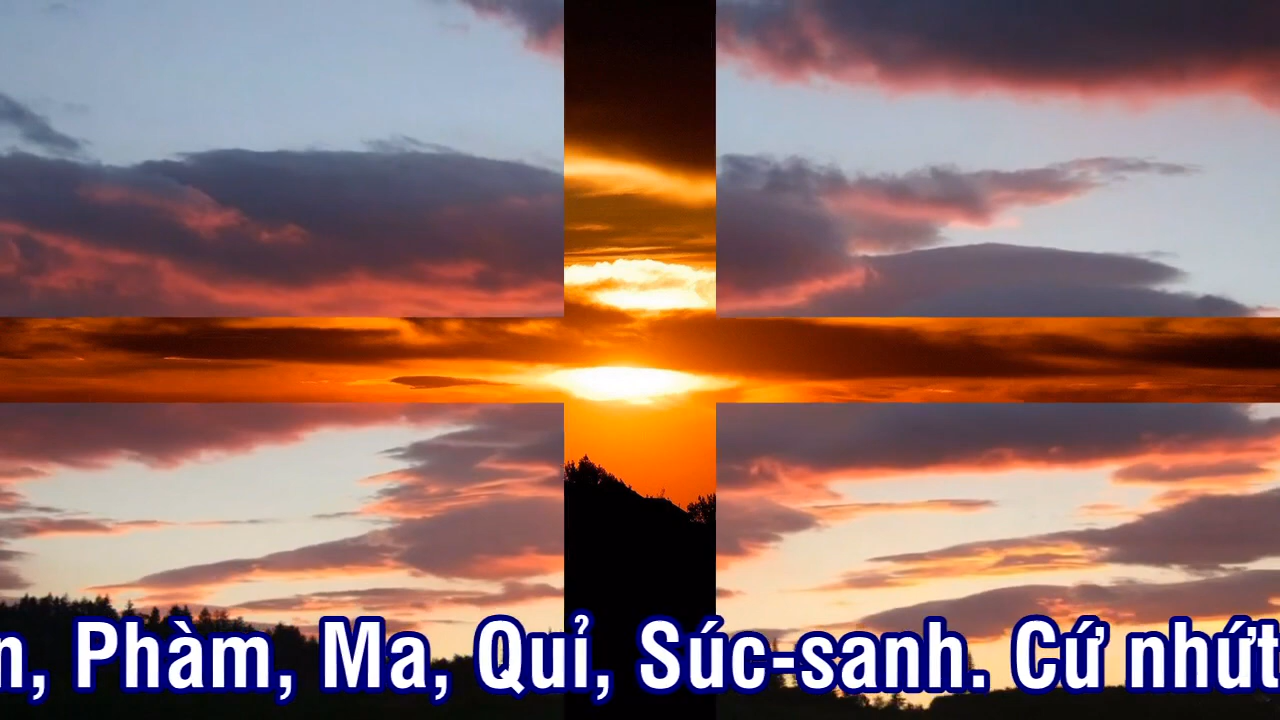 n, Phàm, Ma, Quỉ, Súc-sanh. Cứ nhứt